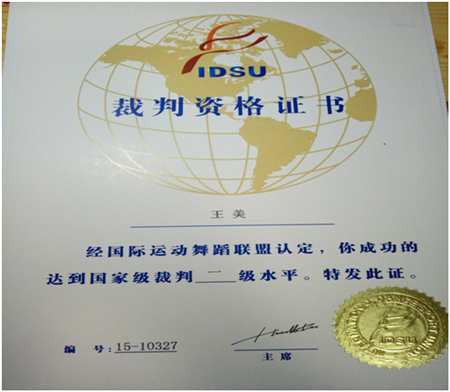 IDSU
裁判资格证书
王美
经国际运动舞蹈联盟认定，你成功的
达到国家级裁判 二 级水平。特发此证。
编 号:15-10327
主席
IDSU